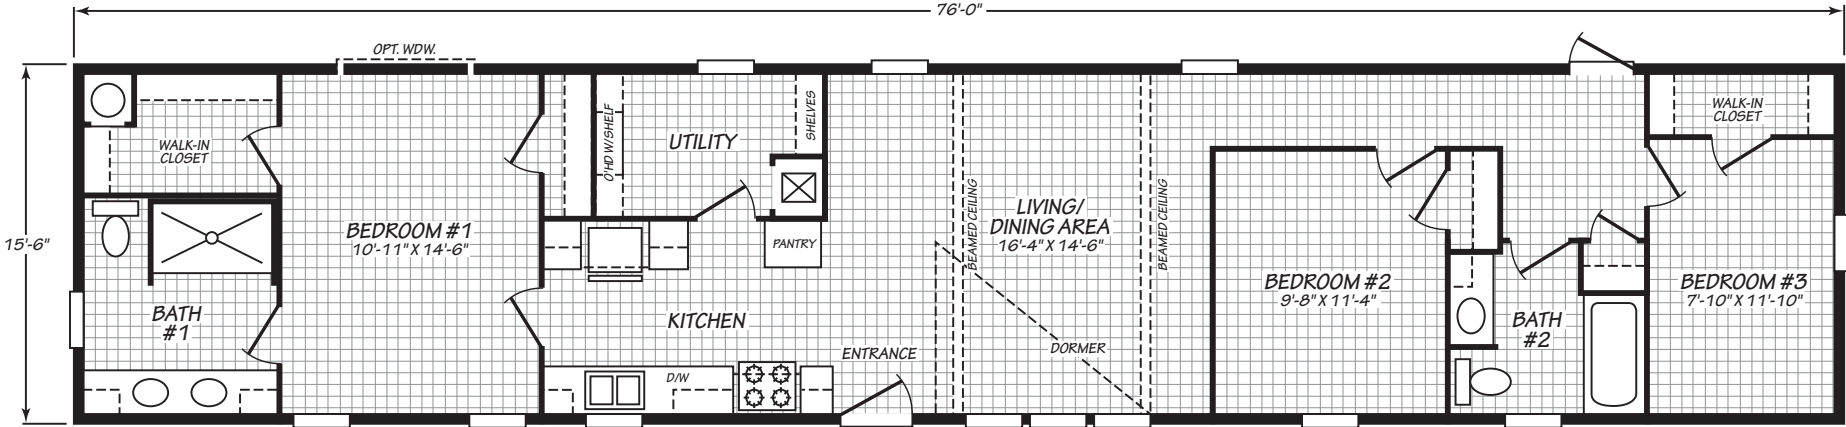 76'-0"
OPT. WDW.
15'-6"
WALK-IN
CLOSET
BATH
#1
BEDROOM #1
10'-11" X 14'-6"
O'HD W/SHELF
UTILITY
SHELVES
PANTRY
KITCHEN
D/W
ENTRANCE
BEAMED CEILING
LIVING/
DINING AREA
16'-4" X 14'-6"
BEAMED CEILING
DORMER
BEDROOM #2
9'-8" X 11'-4"
BATH
#2
WALK-IN
CLOSET
BEDROOM #3
7'-10" X 11'-10"